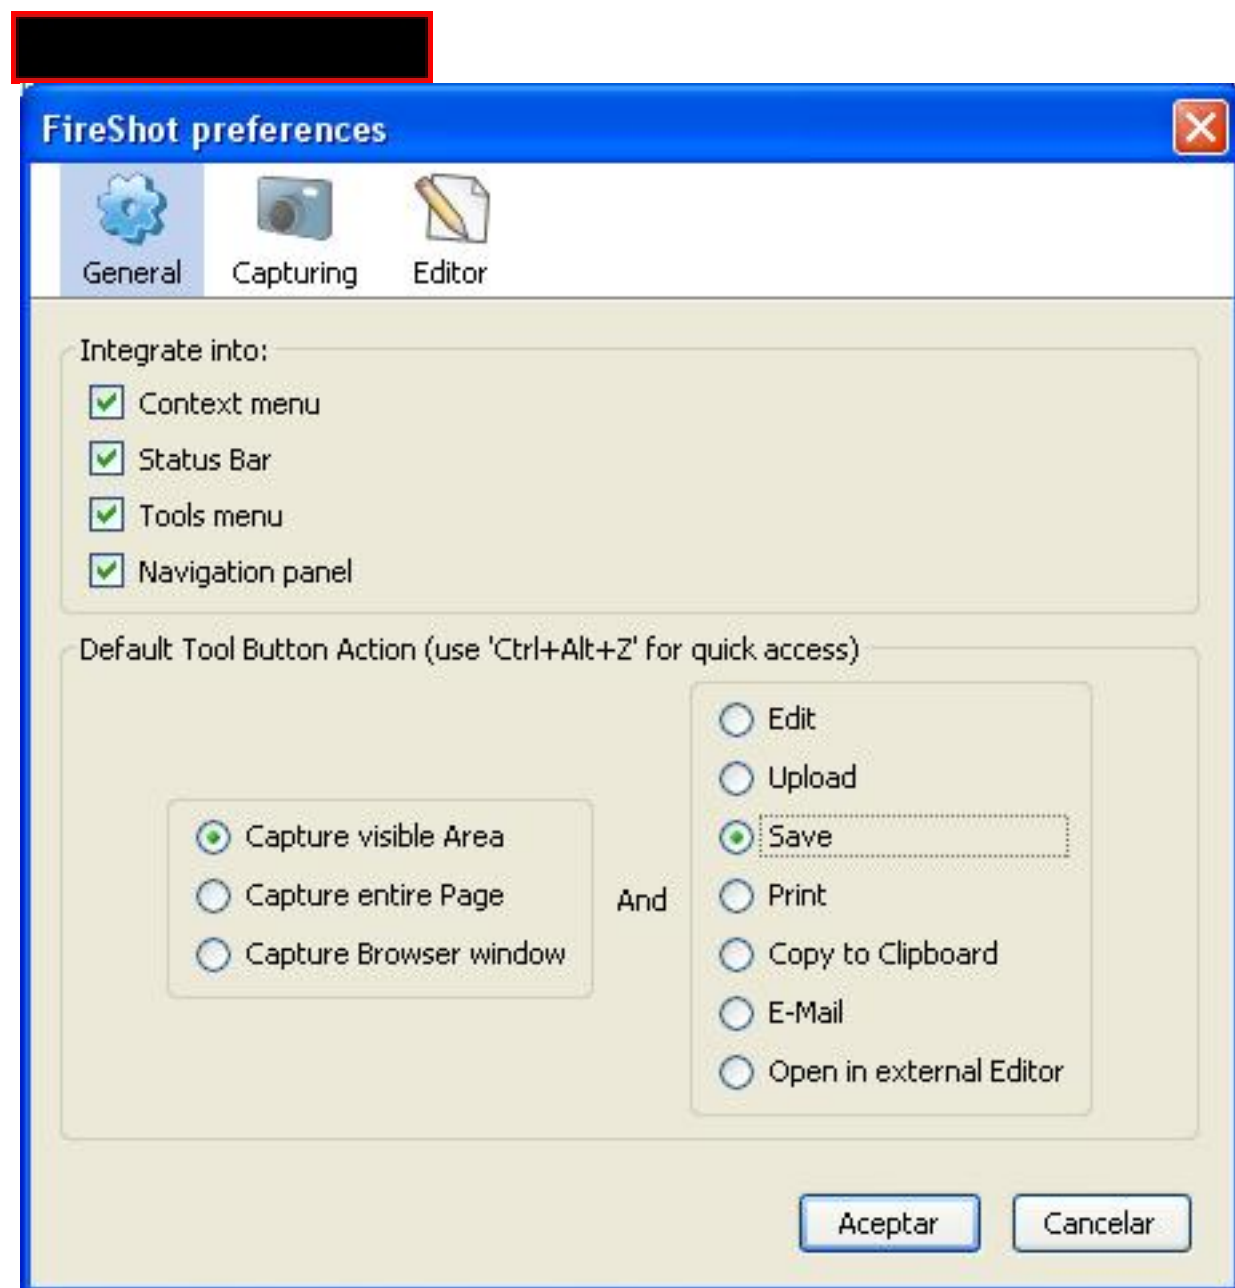 FireShot preferences
General Capturing Editor
Integrate into:
Context menu
Status Bar
Tools menu
Navigation panel
Default Tool Button Action (use 'Ctrl+Alt+Z' for quick access)
Capture visible Area
Capture entire Page
Capture Browser window
And
Edit
Upload
Save
Print
Copy to Clipboard
E-Mail
Open in external Editor
Aceptar Cancelar